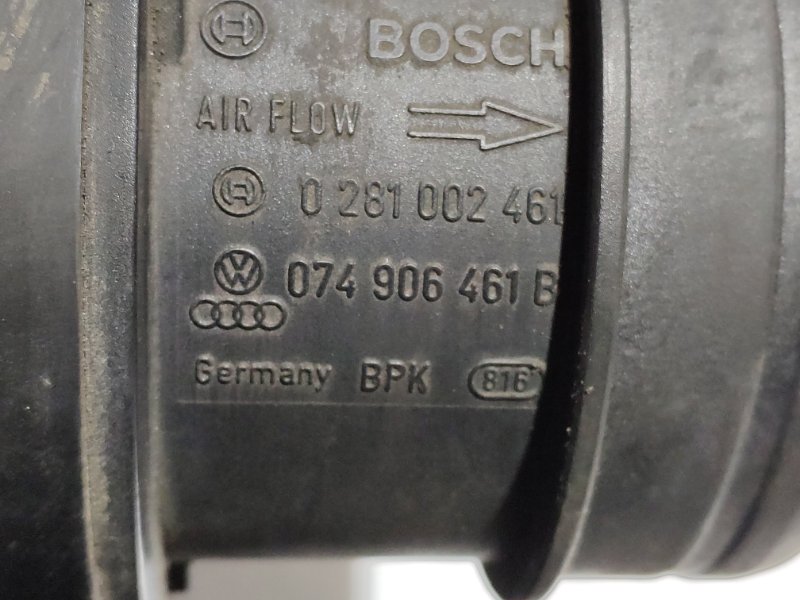 BOSCH
AIR FLOW
0 281 002 461
074 906 461 B
Germany BPK 816